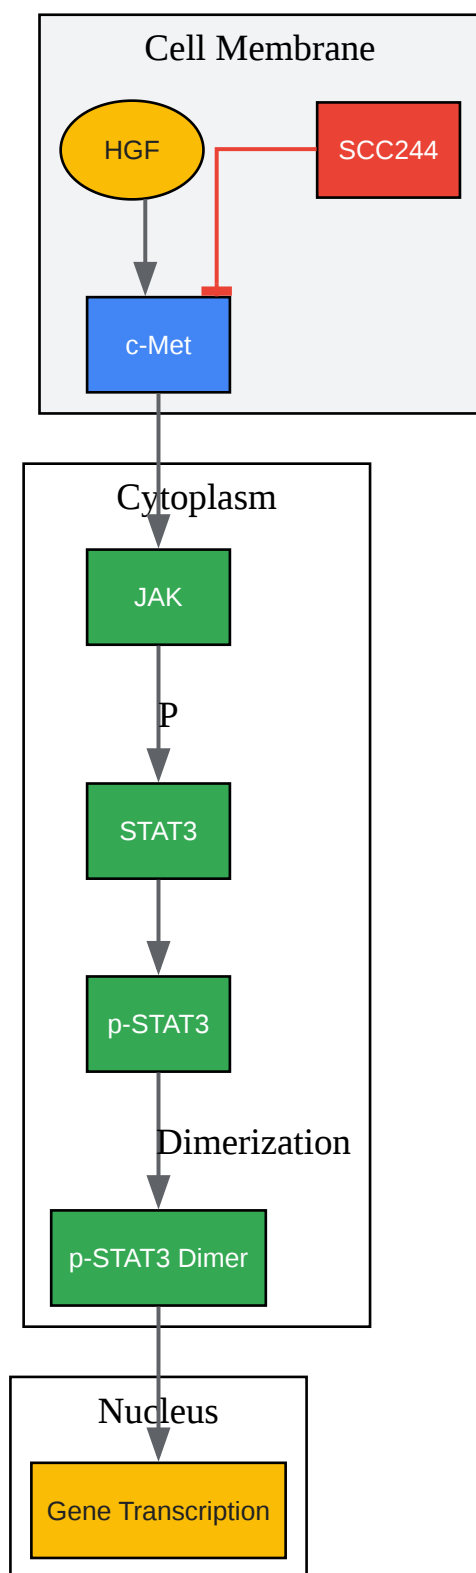 Cell Membrane
HGF
SCC244
c-Met
Cytoplasm
JAK
P
STAT3
p-STAT3
Dimerization
p-STAT3 Dimer
Nucleus
Gene Transcription